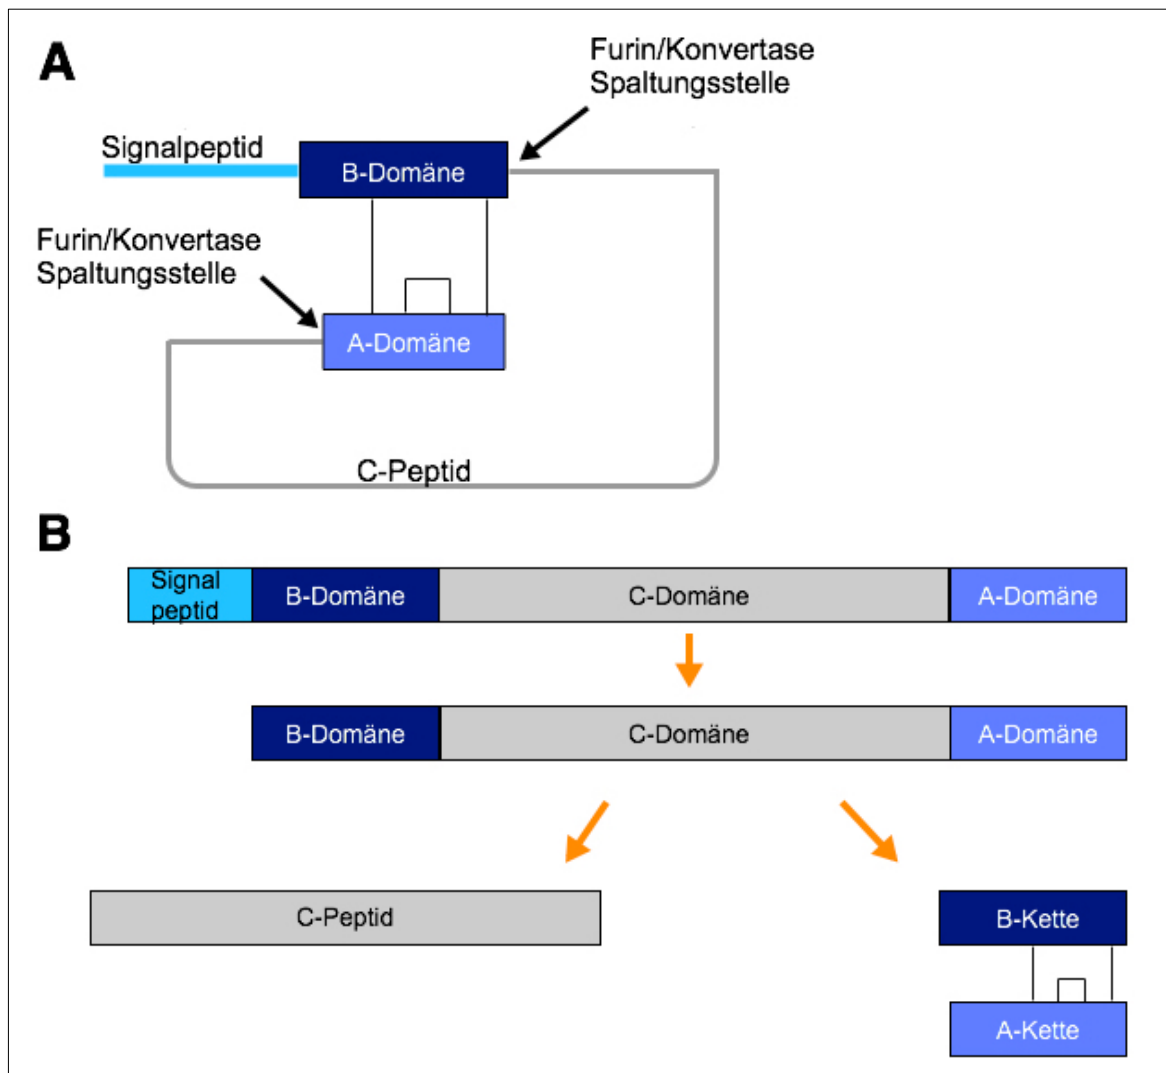 A
Furin/Konvertase
Spaltungsstelle
Signalpeptid
B-Domäne
Furin/Konvertase
Spaltungsstelle
A-Domäne
C-Peptid
B
Signal
peptid
B-Domäne
C-Domäne
A-Domäne
B-Domäne
C-Domäne
A-Domäne
C-Peptid
B-Kette
A-Kette